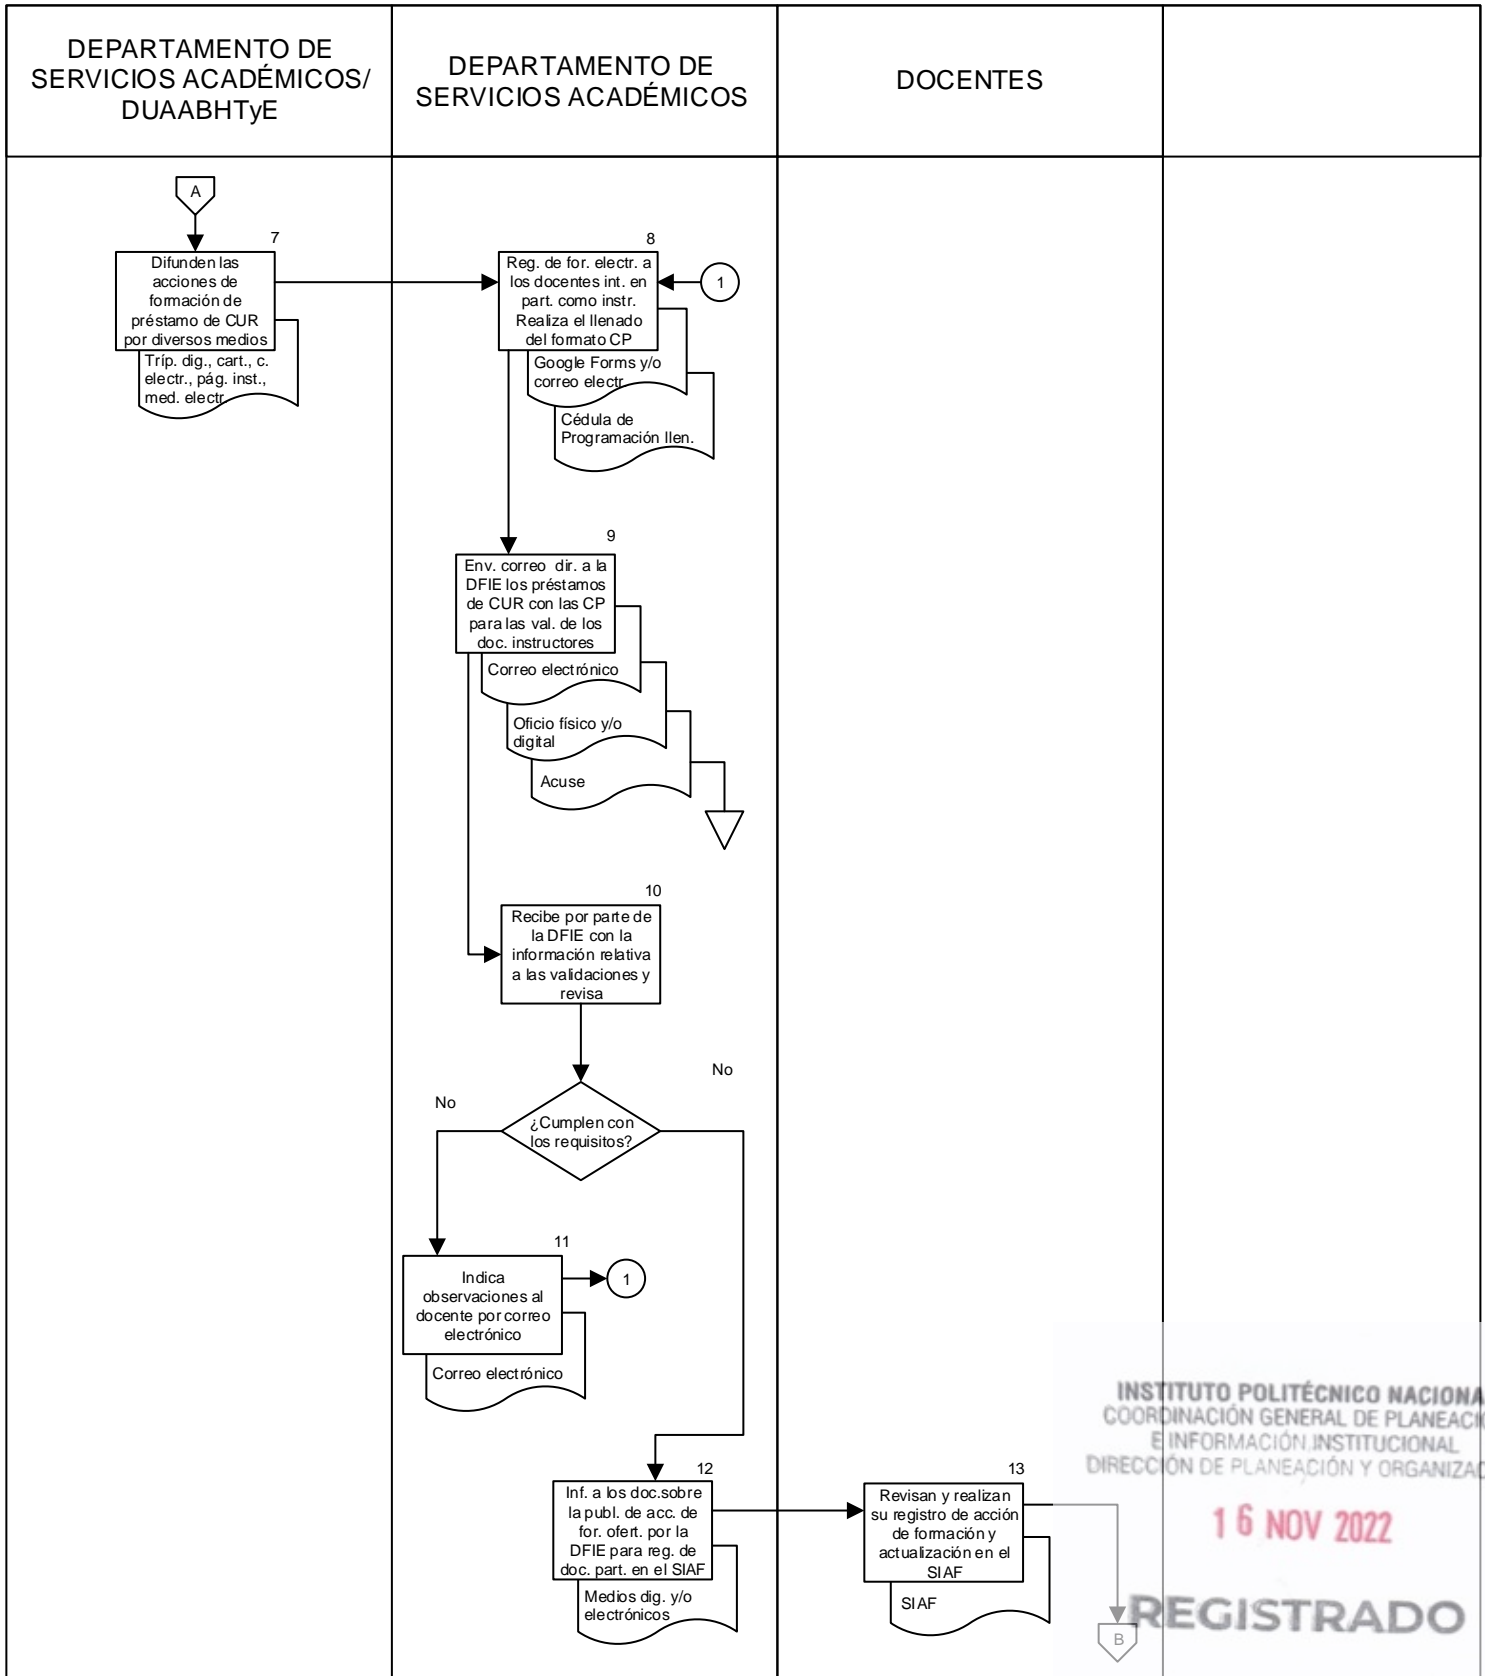 DEPARTAMENTO DE
SERVICIOS ACADÉMICOS/
DUAABHTyE
DEPARTAMENTO DE
SERVICIOS ACADÉMICOS
DOCENTES
A
7
Difunden las
acciones de
formación de
préstamo de CUR
por diversos medios
Tríp. dig., cart., c.
electr., pág. inst.,
med. electr.
8
Reg. de for. electr. a
los docentes int. en
part. como instr.
Realiza el llenado
del formato CP
1
Google Forms y/o
correo electr.
Cédula de
Programación llen.
9
Env. correo dir. a la
DFIE los préstamos
de CUR con las CP
para las val. de los
doc. instructores
Correo electrónico
Oficio físico y/o
digital
Acuse
10
Recibe por parte de
la DFIE con la
información relativa
a las validaciones y
revisa
No
No
¿Cumplen con
los requisitos?
11
Indica
observaciones al
docente por correo
electrónico
1
Correo electrónico
12
Inf. a los doc.sobre
la publ. de acc. de
for. ofert. por la
DFIE para reg. de
doc. part. en el SIAF
Medios dig. y/o
electrónicos
13
Revisan y realizan
su registro de acción
de formación y
actualización en el
SIAF
SIAF
B
INSTITUTO POLITÉCNICO NACIONA
COORDINACIÓN GENERAL DE PLANEACI
E INFORMACIÓN INSTITUCIONAL
DIRECCIÓN DE PLANEACIÓN Y ORGANIZAC
16 NOV 2022
REGISTRADO